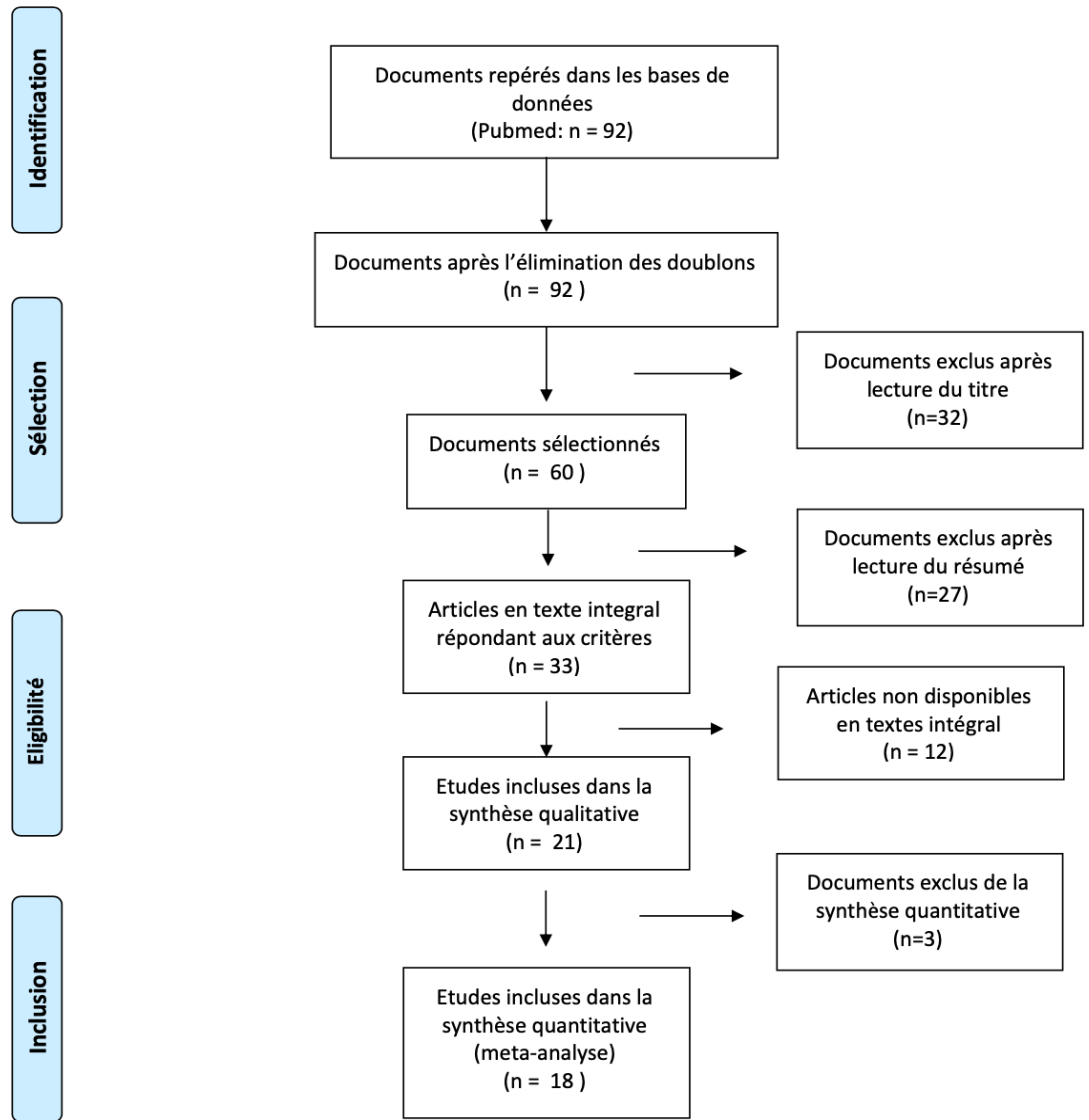 Identification
Documents repérés dans les bases de
données
(Pubmed: n = 92)
Documents après l'élimination des doublons
(n =  92 )
Sélection
Documents exclus après
lecture du titre
(n=32)
Documents sélectionnés
(n =  60 )
Documents exclus après
lecture du résumé
(n=27)
Eligibilité
Articles en texte integral
répondant aux critères
(n = 33)
Articles non disponibles
en textes intégral
(n = 12)
Etudes incluses dans la
synthèse qualitative
(n =  21)
Inclusion
Documents exclus de la
synthèse quantitative
(n=3)
Etudes incluses dans la
synthèse quantitative
(meta-analyse)
(n =  18 )